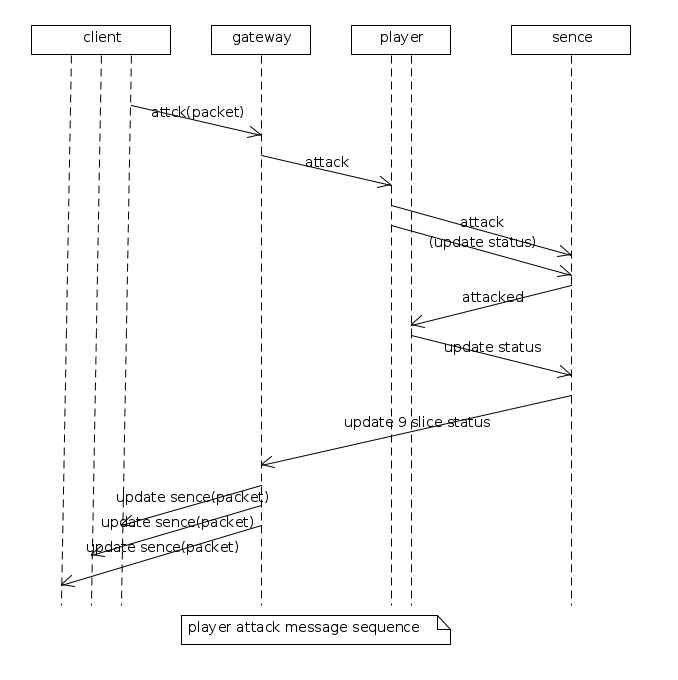 client
gateway
player
sence
attck(packet)
attack
attack
(update status)
attacked
update status
update 9 slice status
update sence(packet)
update sence(packet)
update sence(packet)
player attack message sequence